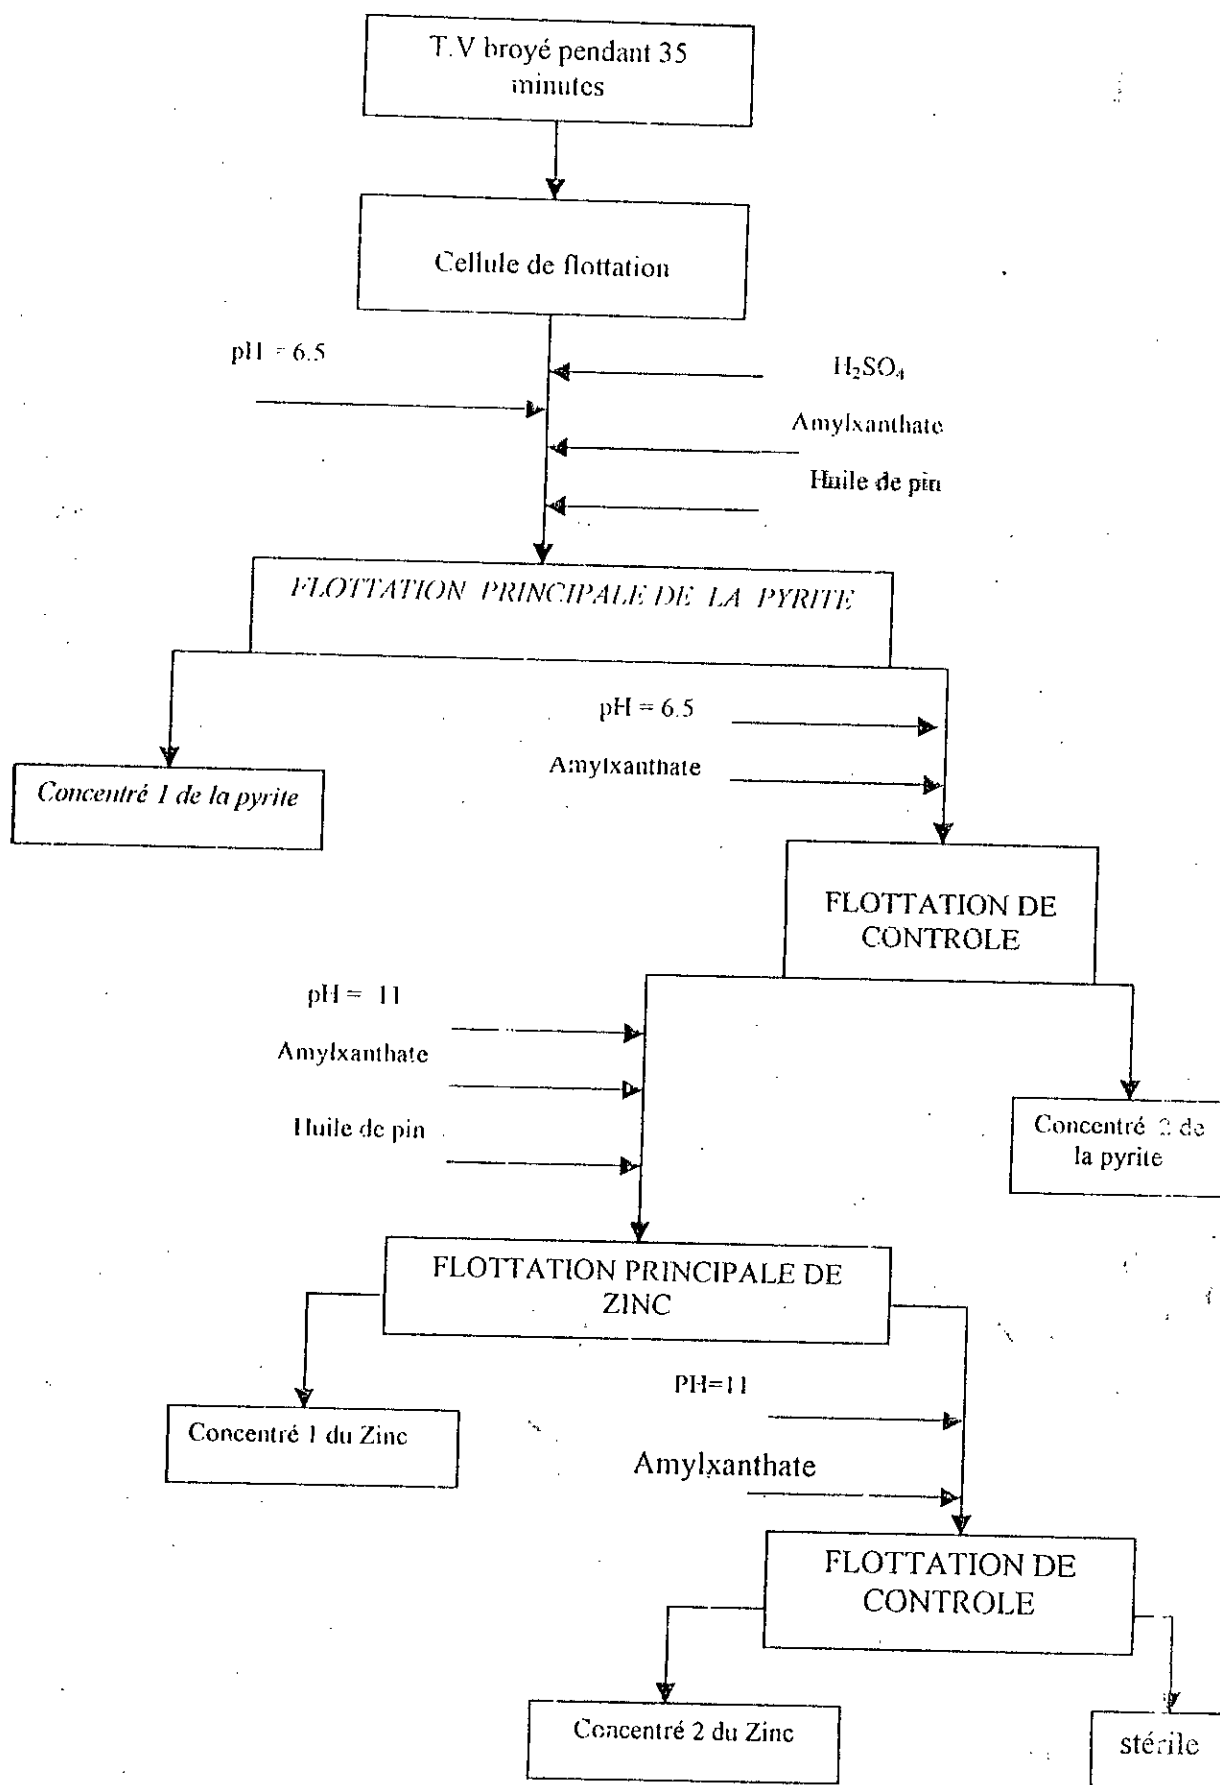 T.V broyé pendant 35
minutes
Cellule de flottation
pH = 6.5
H₂SO₄
Amylxanthate
Huile de pin
FLOTTATION PRINCIPALE DE LA PYRITE
pH = 6.5
Amylxanthate
Concentré 1 de la pyrite
FLOTTATION DE
CONTROLE
pH = 11
Amylxanthate
Huile de pin
Concentré 2 de
la pyrite
FLOTTATION PRINCIPALE DE
ZINC
PH=11
Concentré 1 du Zinc
Amylxanthate
FLOTTATION DE
CONTROLE
Concentré 2 du Zinc
stérile